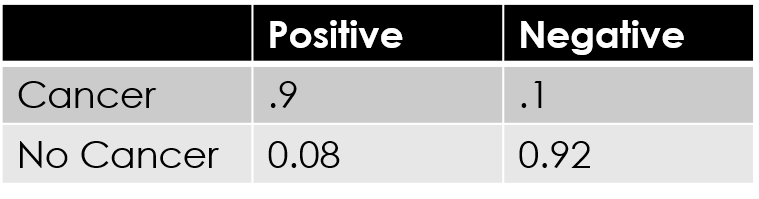 Positive Negative
Cancer .9 .1
No Cancer 0.08 0.92